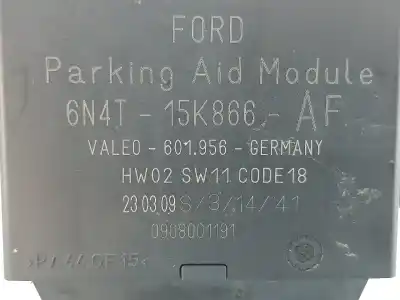 FORD
Parking Aid Module
6N4T - 15K866 - AF
VALEO - 601.956 - GERMANY
HW02 SW11 CODE18
23 03 09 S/3/14/41
0908001191